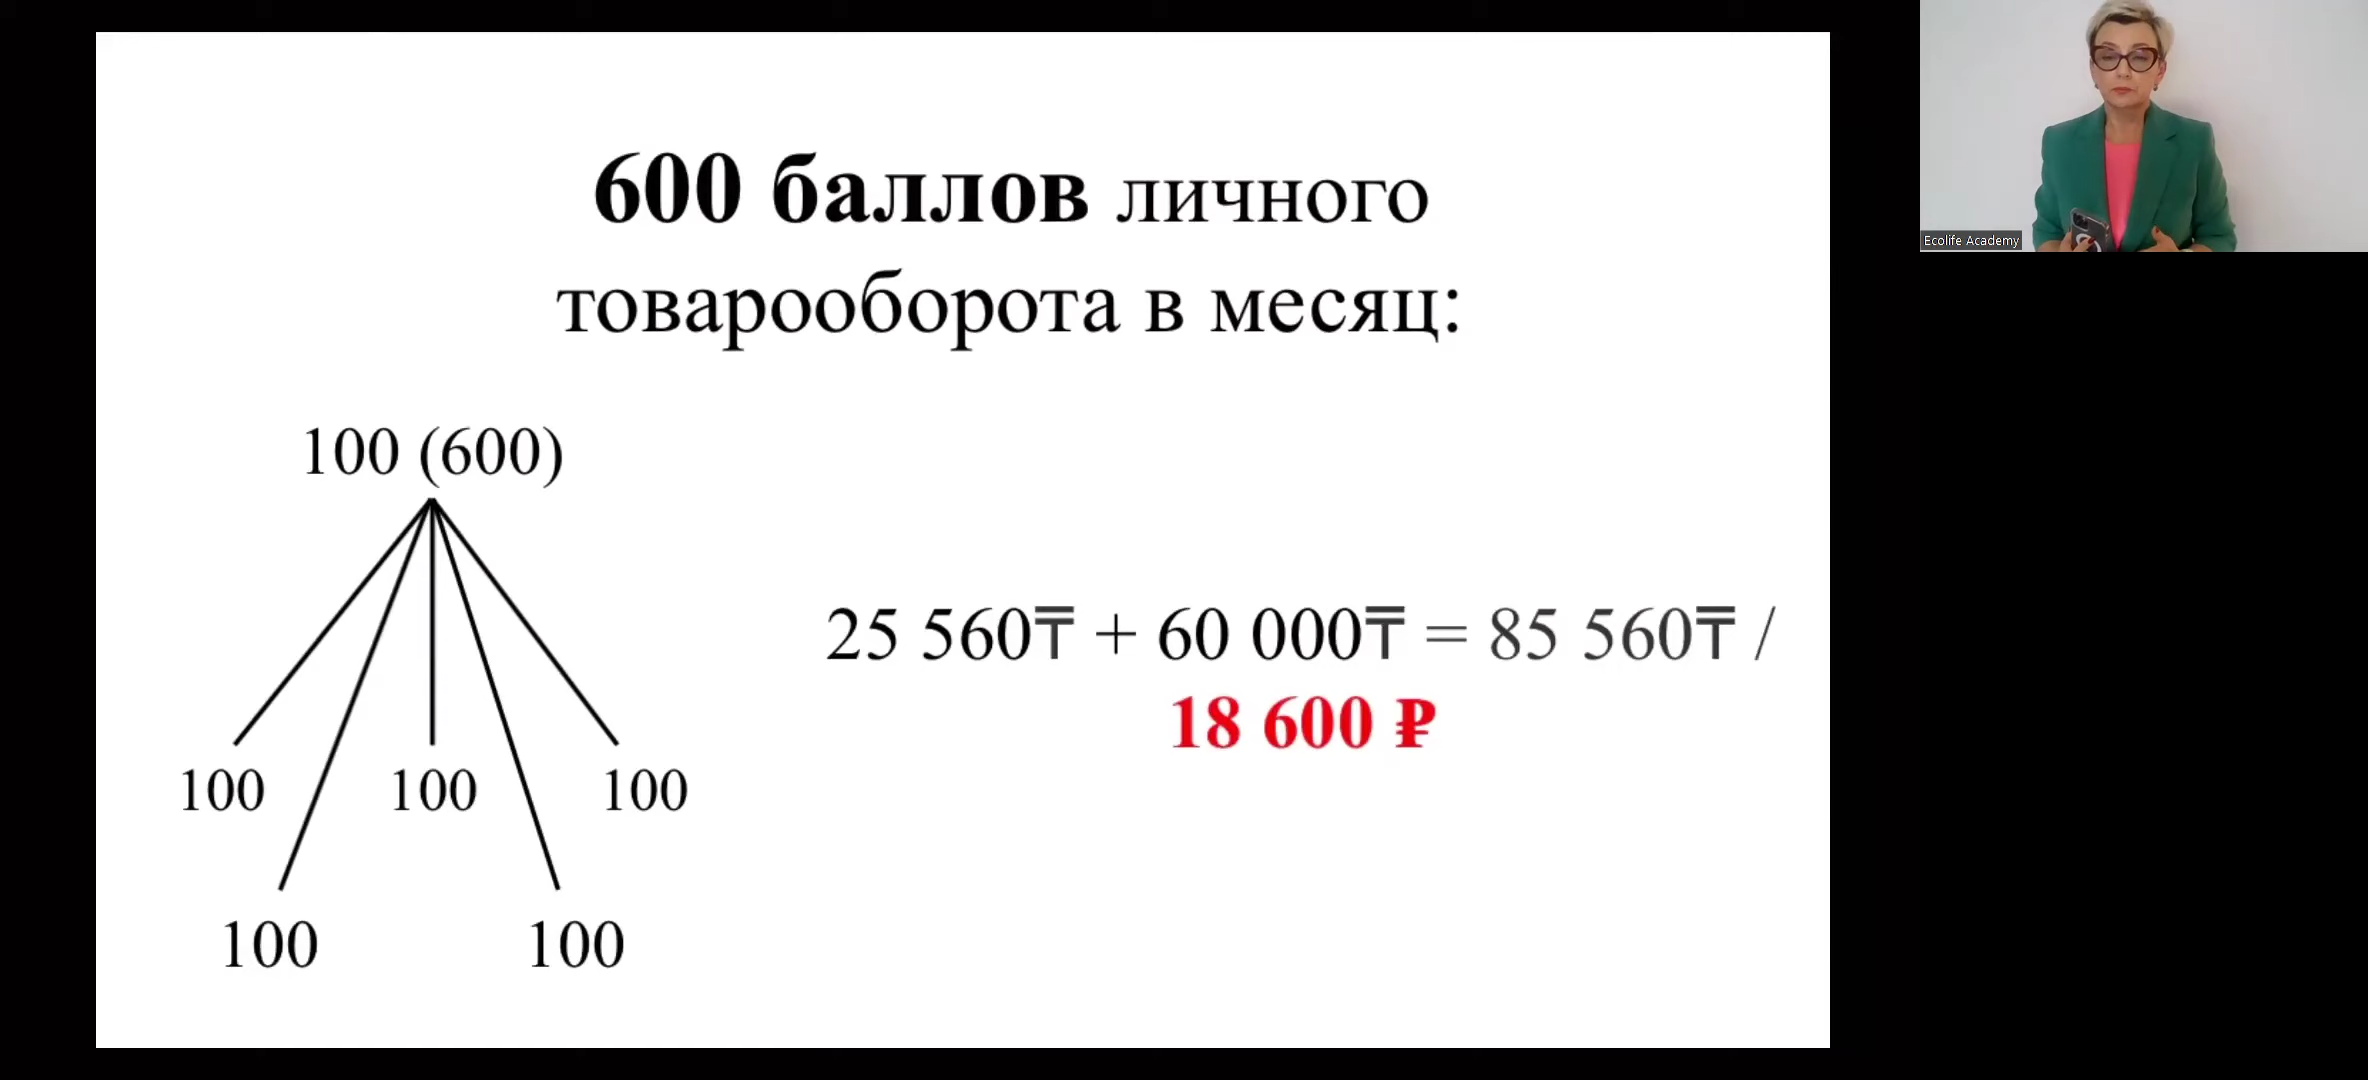 600 баллов личного
товарооборота в месяц:
100 (600)
25 560₸ + 60 000₸ = 85 560₸ /
18 600 ₽
100 100 100
100 100
Ecolife Academy